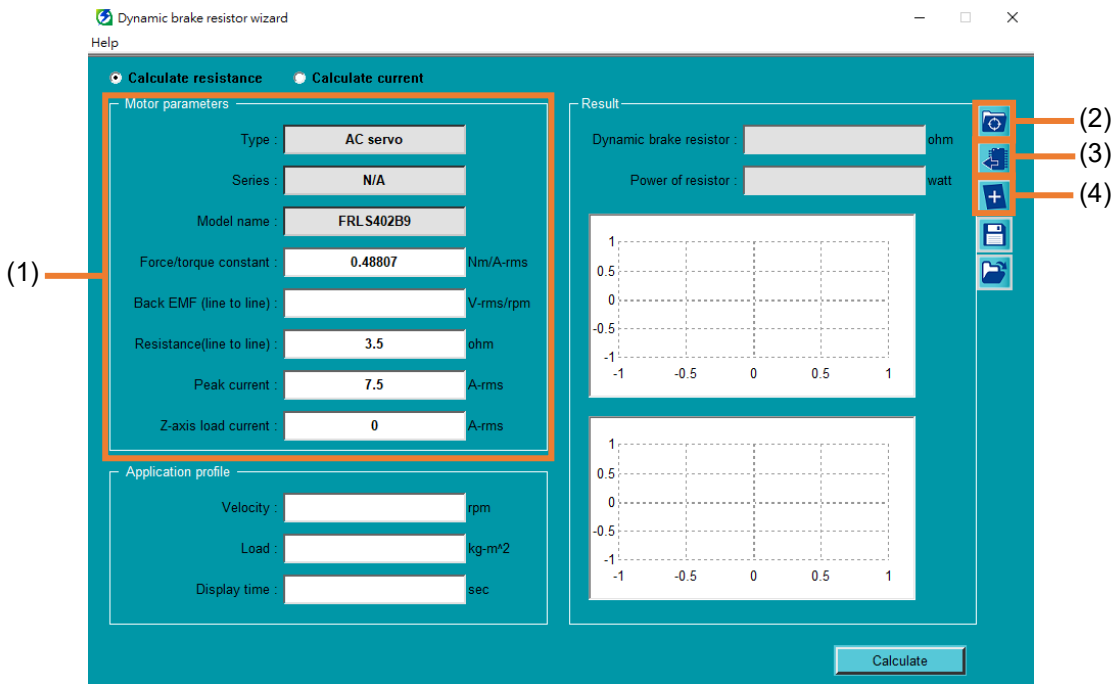 Dynamic brake resistor wizard
Help
Calculate resistance Calculate current
Motor parameters
Type : AC servo
Series : N/A
Model name : FRLS402B9
Force/torque constant : 0.48807 Nm/A-rms
Back EMF (line to line) : V-rms/rpm
Resistance(line to line) : 3.5 ohm
Peak current : 7.5 A-rms
Z-axis load current : 0 A-rms
(1)
Application profile
Velocity : rpm
Load : kg-m^2
Display time : sec
Result
Dynamic brake resistor : ohm
Power of resistor : watt
1
0.5
0
-0.5
-1
-1 -0.5 0 0.5 1
1
0.5
0
-0.5
-1
-1 -0.5 0 0.5 1
(2)
(3)
(4)
Calculate